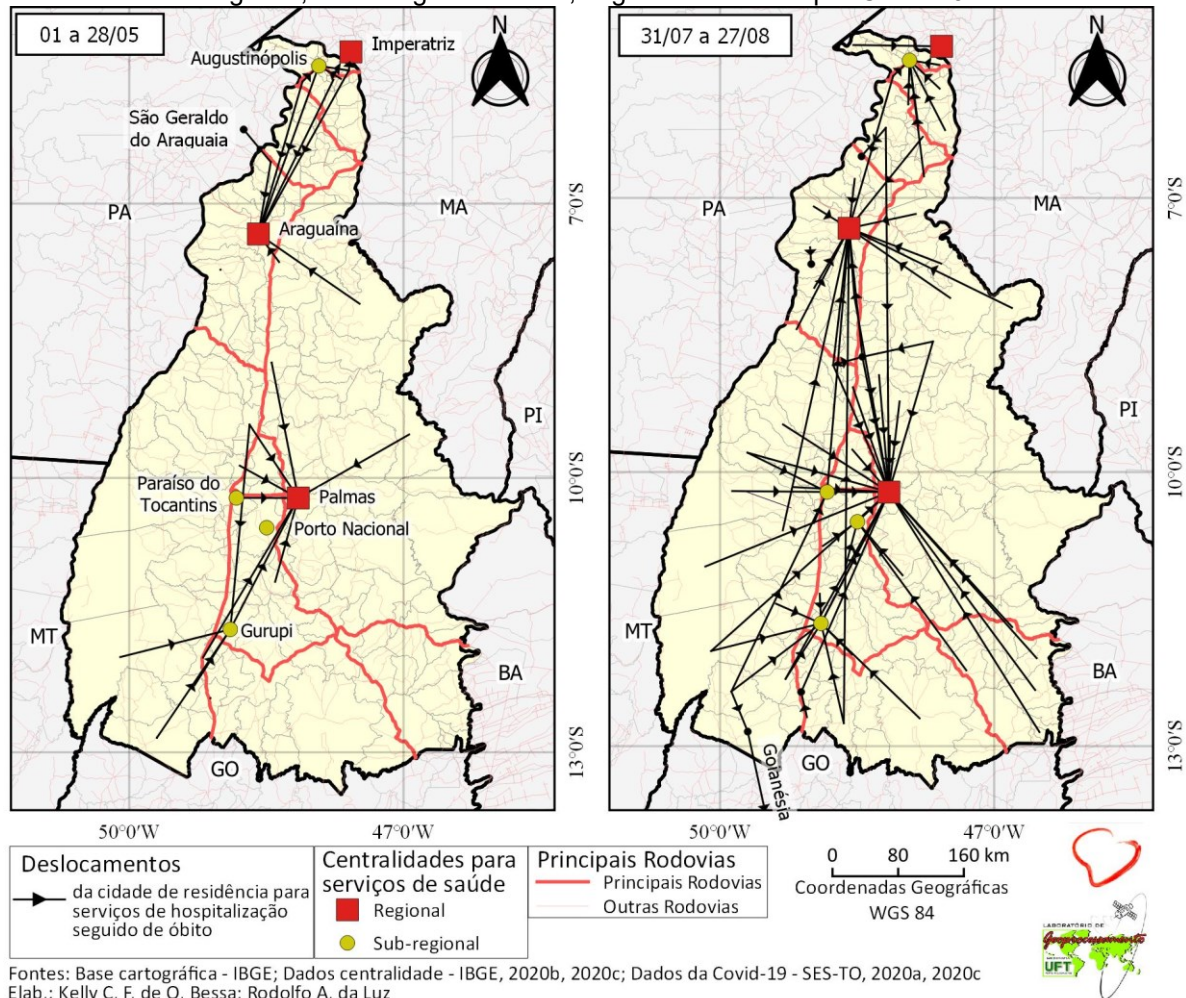 01 a 28/05
Imperatriz
N
Augustinópolis
São Geraldo
do Araguaia
PA
MA
7°0'S
Araguaína
PI
10°0'S
Paraíso do
Tocantins
Palmas
Porto Nacional
MT
Gurupi
BA
GO
13°0'S
50°0'W
47°0'W
31/07 a 27/08
N
PA
MA
7°0'S
PI
10°0'S
MT
BA
GO
Goianésia
13°0'S
50°0'W
47°0'W
Deslocamentos
da cidade de residência para
serviços de hospitalização
seguido de óbito
Centralidades para
serviços de saúde
Regional
Sub-regional
Principais Rodovias
Principais Rodovias
Outras Rodovias
0 80 160 km
Coordenadas Geográficas
WGS 84
LABORATÓRIO DE
Geoprocessamento
UFT
Fontes: Base cartográfica - IBGE; Dados centralidade - IBGE, 2020b, 2020c; Dados da Covid-19 - SES-TO, 2020a, 2020c
Elab.: Kelly C. F. de O. Bessa; Rodolfo A. da Luz